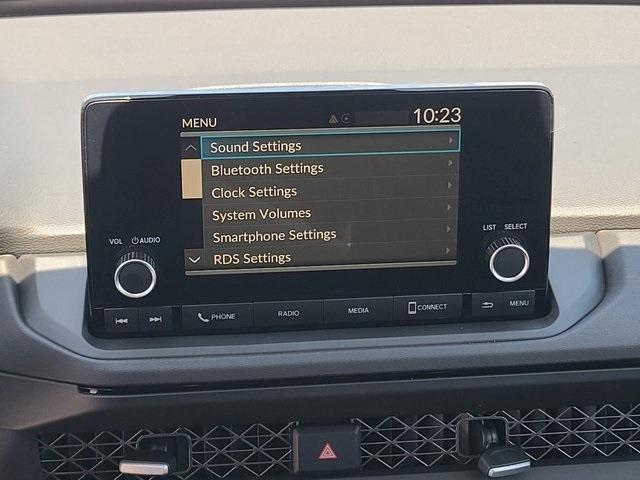 MENU 10:23
Sound Settings
Bluetooth Settings
Clock Settings
System Volumes
Smartphone Settings
RDS Settings
VOL AUDIO
LIST SELECT
PHONE RADIO MEDIA CONNECT MENU